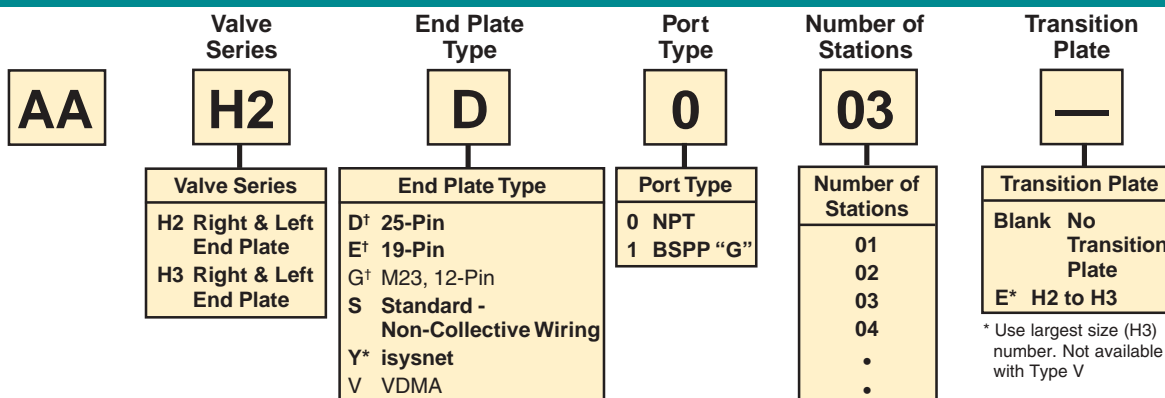 Valve
Series
End Plate
Type
Port
Type
Number of
Stations
Transition
Plate
AA
H2
D
0
03
—
Valve Series
H2 Right & Left
End Plate
H3 Right & Left
End Plate
End Plate Type
D† 25-Pin
E† 19-Pin
G† M23, 12-Pin
S Standard -
Non-Collective Wiring
Y* isysnet
V VDMA
Port Type
0 NPT
1 BSPP “G”
Number of
Stations
01
02
03
04
•
•
Transition Plate
Blank No
Transition
Plate
E* H2 to H3
* Use largest size (H3)
number. Not available
with Type V